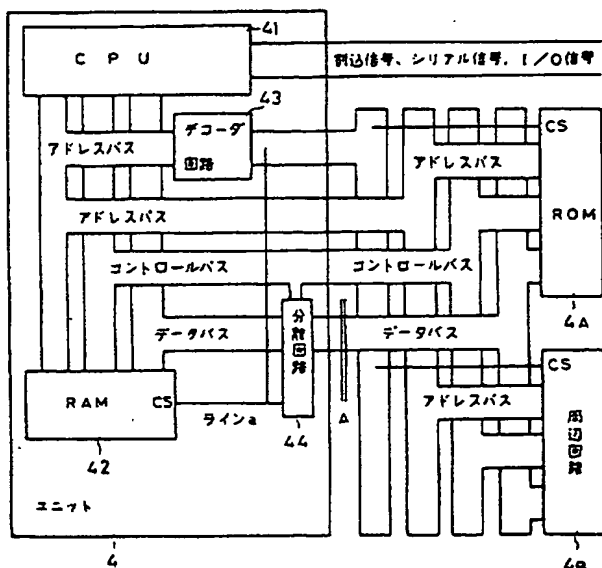 41
CPU
割込信号、シリアル信号、I/O信号
43
デコーダ
回路
アドレスバス
CS
アドレスバス
ROM
アドレスバス
コントロールバス
コントロールバス
4A
データバス
分離回路
データバス
A
CS
RAM
CS
ラインa
アドレスバス
周辺回路
42
44
ユニット
4
4B